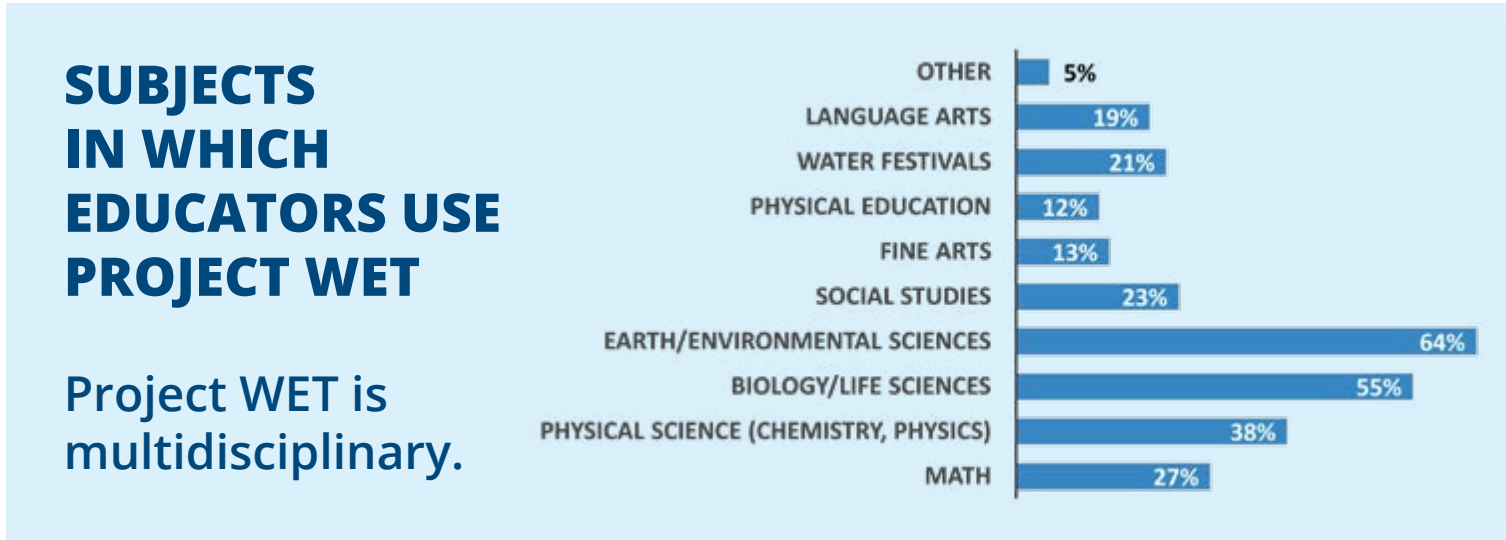 SUBJECTS
IN WHICH
EDUCATORS USE
PROJECT WET
Project WET is
multidisciplinary.
OTHER 5%
LANGUAGE ARTS 19%
WATER FESTIVALS 21%
PHYSICAL EDUCATION 12%
FINE ARTS 13%
SOCIAL STUDIES 23%
EARTH/ENVIRONMENTAL SCIENCES 64%
BIOLOGY/LIFE SCIENCES 55%
PHYSICAL SCIENCE (CHEMISTRY, PHYSICS) 38%
MATH 27%